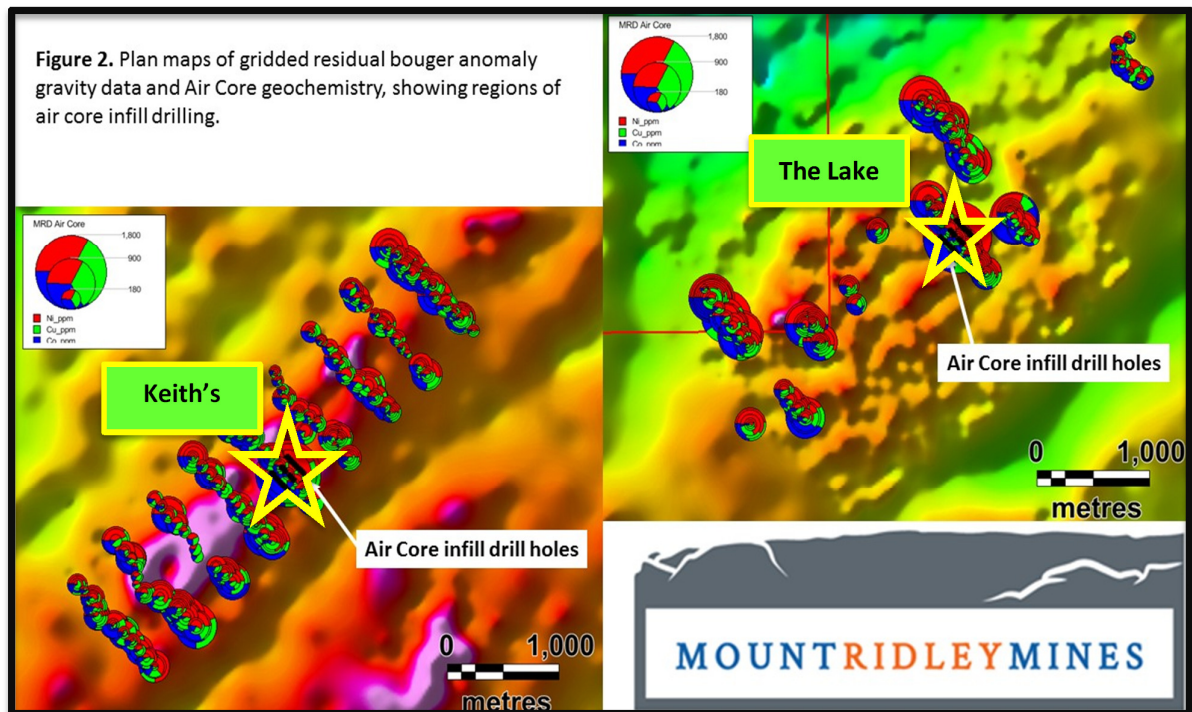 Figure 2. Plan maps of gridded residual bouger anomaly
gravity data and Air Core geochemistry, showing regions of
air core infill drilling.
MRD Air Core
1,800
900
180
Ni_ppm
Cu_ppm
Co_ppm
Keith's
Air Core infill drill holes
0 1,000
metres
MRD Air Core
1,800
900
180
Ni_ppm
Cu_ppm
Co_ppm
The Lake
Air Core infill drill holes
0 1,000
metres
MOUNTRIDLEYMINES